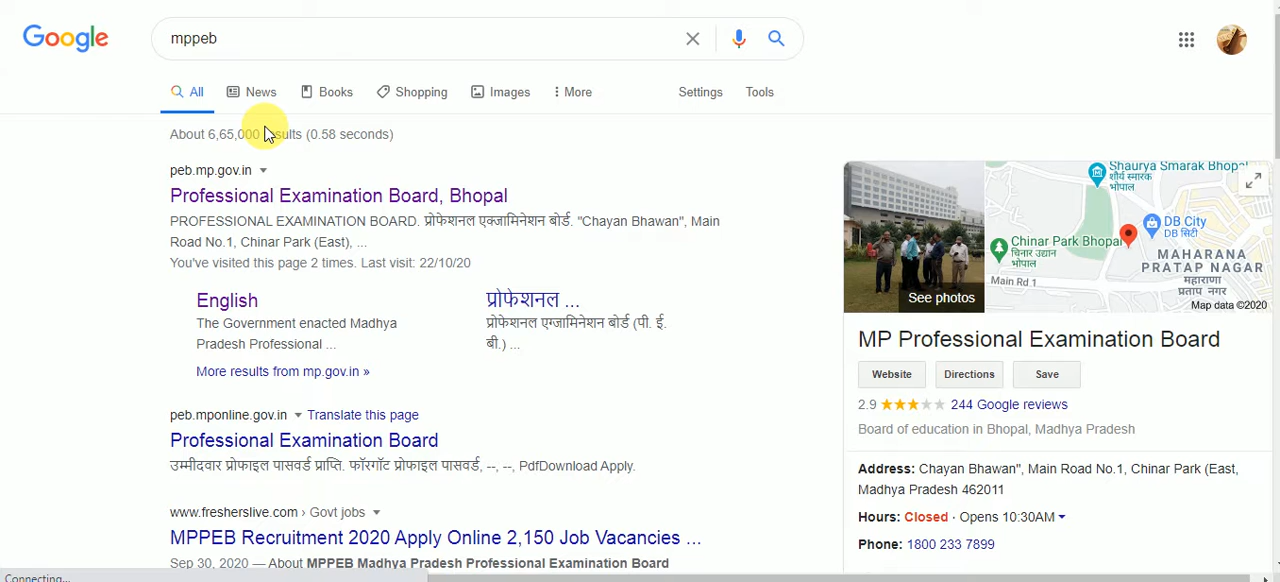 Google
mppeb
All
News
Books
Shopping
Images
More
Settings
Tools
About 6,65,000 results (0.58 seconds)
peb.mp.gov.in
Professional Examination Board, Bhopal
PROFESSIONAL EXAMINATION BOARD. प्रोफेशनल एक्जामिनेशन बोर्ड. "Chayan Bhawan", Main
Road No.1, Chinar Park (East), ...
You've visited this page 2 times. Last visit: 22/10/20
English
The Government enacted Madhya
Pradesh Professional ...
प्रोफेशनल ...
प्रोफेशनल एग्जामिनेशन बोर्ड (पी. ई.
बी.) ...
More results from mp.gov.in »
peb.mponline.gov.in
Translate this page
Professional Examination Board
उम्मीदवार प्रोफाइल पासवर्ड प्राप्ति. फॉरगॉट प्रोफाइल पासवर्ड, --, --, PdfDownload Apply.
www.fresherslive.com › Govt jobs
MPPEB Recruitment 2020 Apply Online 2,150 Job Vacancies ...
Sep 30, 2020 — About MPPEB Madhya Pradesh Professional Examination Board
Connecting...
See photos
Shaurya Smarak Bhopal
शौर्य स्मारक
भोपाल
DB City
DB सिटी
Chinar Park Bhopal
चिनार उद्यान
भोपाल
MAHARANA
PRATAP NAGAR
महाराणा
प्रताप नगर
Main Rd 1
Map data ©2020
MP Professional Examination Board
Website
Directions
Save
2.9
244 Google reviews
Board of education in Bhopal, Madhya Pradesh
Address: Chayan Bhawan", Main Road No.1, Chinar Park (East,
Madhya Pradesh 462011
Hours: Closed · Opens 10:30AM
Phone: 1800 233 7899